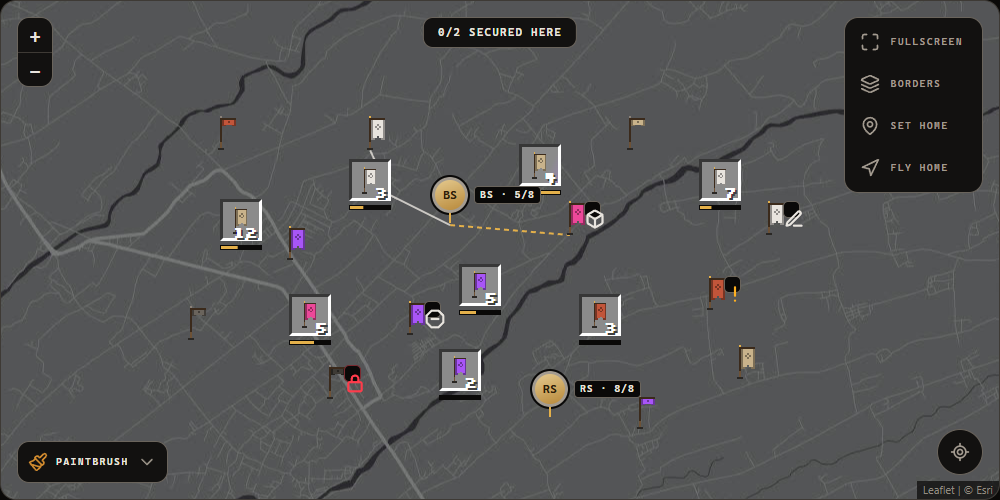 +
−
0/2 SECURED HERE
FULLSCREEN
BORDERS
SET HOME
FLY HOME
3
4
7
BS
BS · 5/8
12
5
5
3
2
RS
RS · 8/8
PAINTBRUSH
Leaflet | © Esri